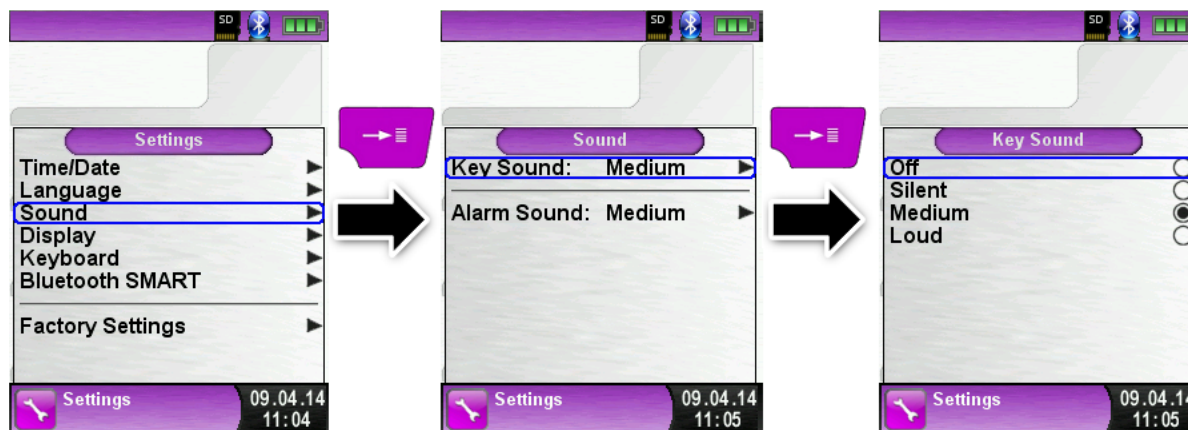 SD
Settings
Time/Date
Language
Sound
Display
Keyboard
Bluetooth SMART
Factory Settings
Settings
09.04.14
11:04
SD
Sound
Key Sound: Medium
Alarm Sound: Medium
Settings
09.04.14
11:05
SD
Key Sound
Off
Silent
Medium
Loud
Settings
09.04.14
11:05